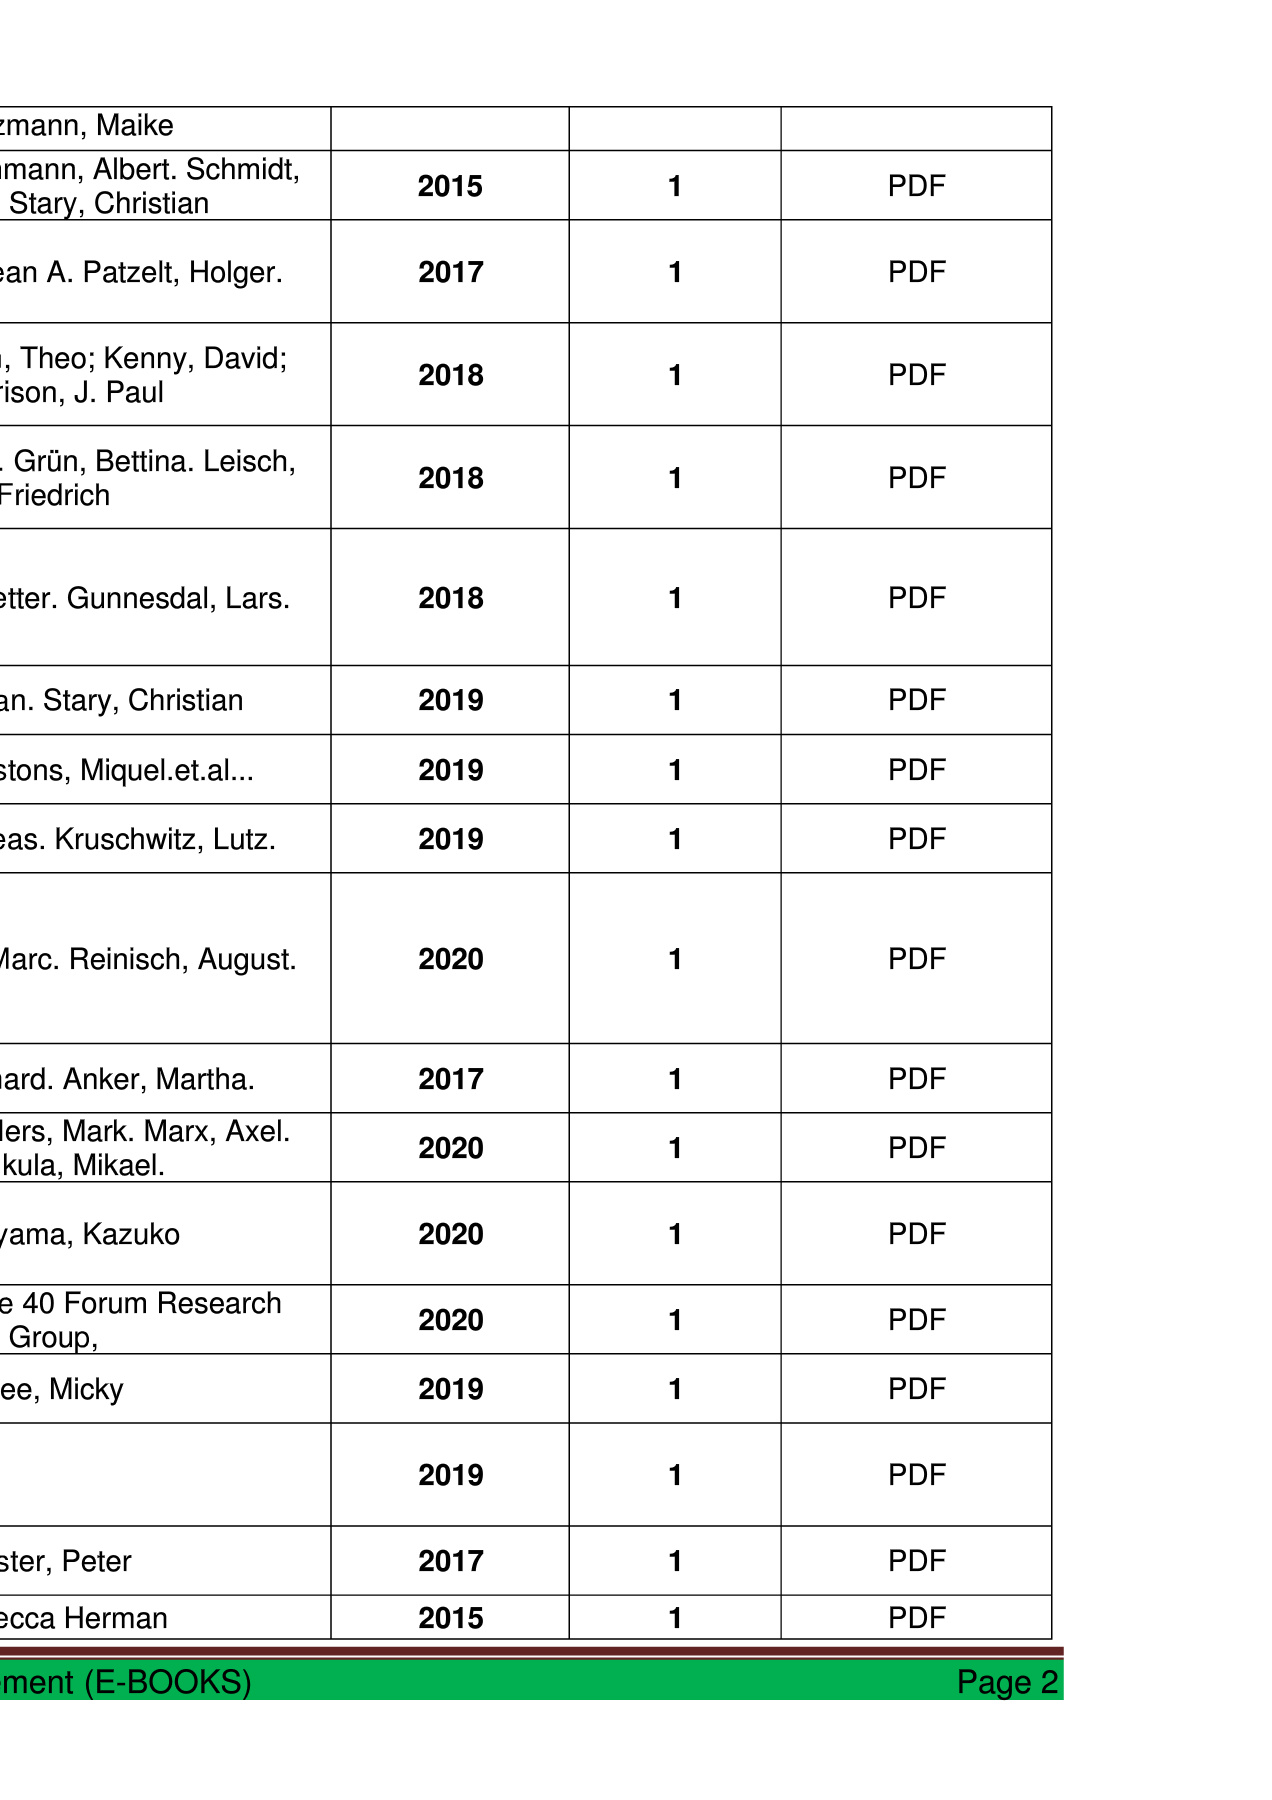 zmann, Maike
mann, Albert. Schmidt,
Stary, Christian
2015 1 PDF
ean A. Patzelt, Holger. 2017 1 PDF
, Theo; Kenny, David;
rison, J. Paul
2018 1 PDF
. Grün, Bettina. Leisch,
Friedrich
2018 1 PDF
etter. Gunnesdal, Lars. 2018 1 PDF
an. Stary, Christian 2019 1 PDF
stons, Miquel.et.al... 2019 1 PDF
eas. Kruschwitz, Lutz. 2019 1 PDF
Marc. Reinisch, August. 2020 1 PDF
ard. Anker, Martha. 2017 1 PDF
lers, Mark. Marx, Axel.
kula, Mikael.
2020 1 PDF
yama, Kazuko 2020 1 PDF
e 40 Forum Research
Group,
2020 1 PDF
ee, Micky 2019 1 PDF
2019 1 PDF
ster, Peter 2017 1 PDF
ecca Herman 2015 1 PDF
ement (E-BOOKS) Page 2